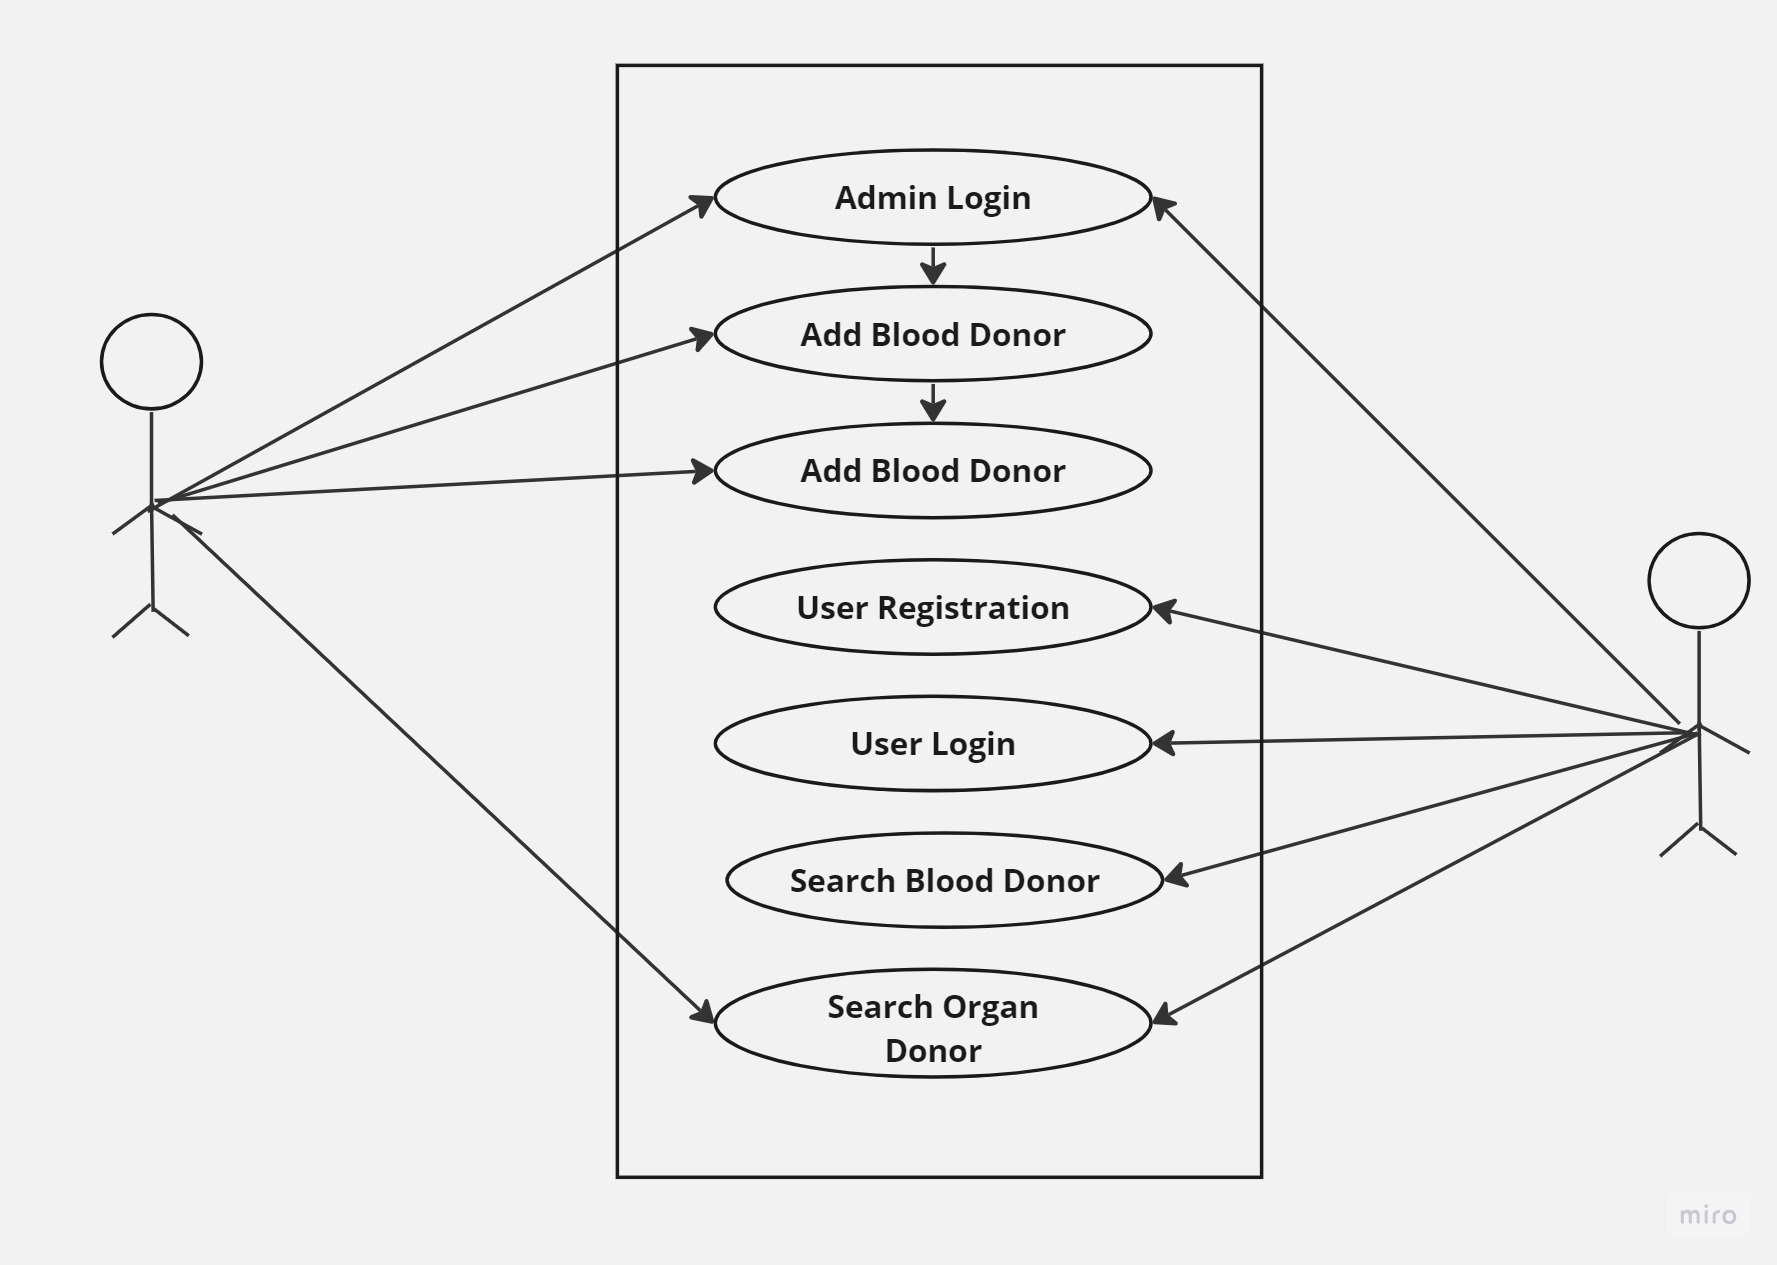 Admin Login
Add Blood Donor
Add Blood Donor
User Registration
User Login
Search Blood Donor
Search Organ
Donor
miro